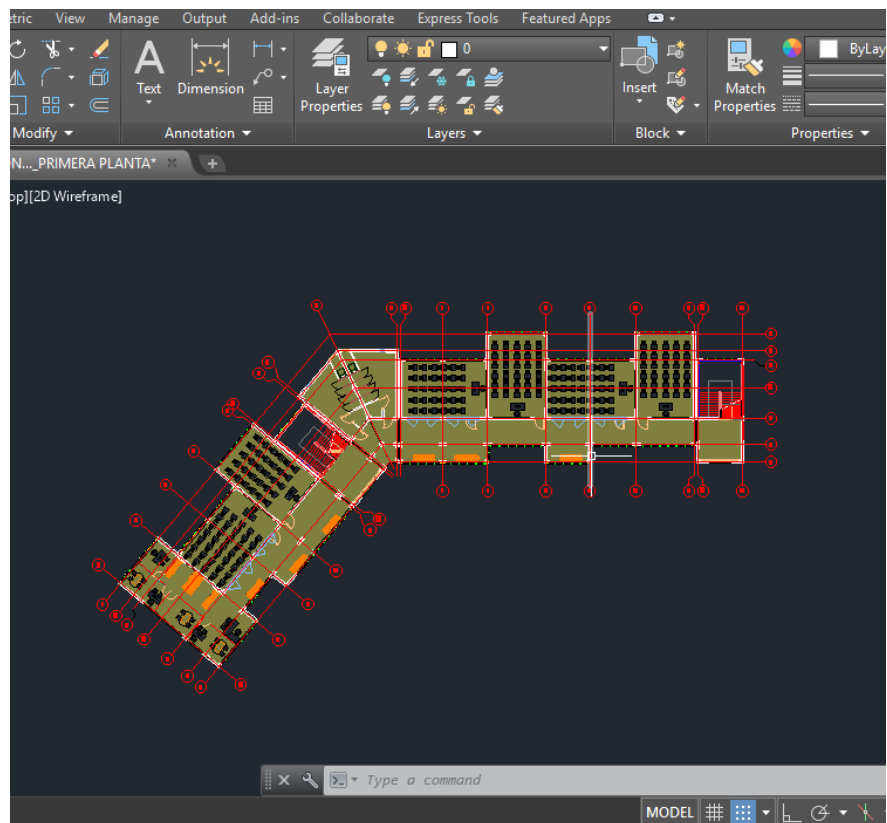 etric View Manage Output Add-ins Collaborate Express Tools Featured Apps
0
ByLay
Text Dimension
Layer
Properties
Insert
Match
Properties
Modify Annotation Layers Block Properties
ON..._PRIMERA PLANTA*
op][2D Wireframe]
Type a command
MODEL